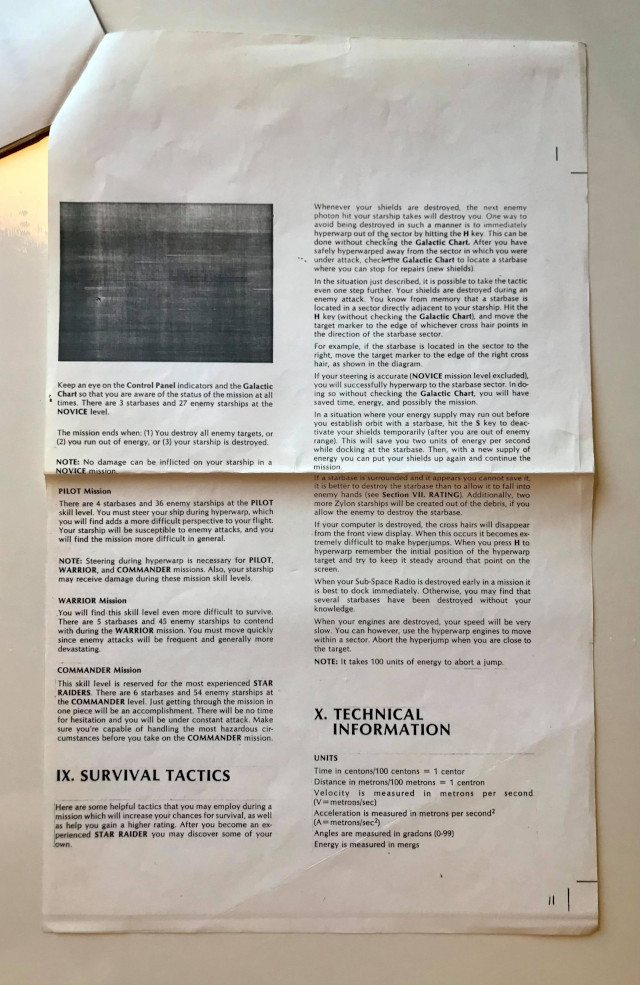 Keep an eye on the Control Panel indicators and the Galactic
Chart so that you are aware of the status of the mission at all
times. There are 3 starbases and 27 enemy starships at the
NOVICE level.
The mission ends when: (1) You destroy all enemy targets, or
(2) you run out of energy, or (3) your starship is destroyed.
NOTE: No damage can be inflicted on your starship in a
NOVICE mission.
PILOT Mission
There are 4 starbases and 36 enemy starships at the PILOT
skill level. You must steer your ship during hyperwarp, which
you will find adds a more difficult perspective to your flight.
Your starship will be susceptible to enemy attacks, and you
will find the mission more difficult in general.
NOTE: Steering during hyperwarp is necessary for PILOT,
WARRIOR, and COMMANDER missions. Also, your starship
may receive damage during these mission skill levels.
WARRIOR Mission
You will find this skill level even more difficult to survive.
There are 5 starbases and 45 enemy starships to contend
with during the WARRIOR mission. You must move quickly
since enemy attacks will be frequent and generally more
devastating.
COMMANDER Mission
This skill level is reserved for the most experienced STAR
RAIDERS. There are 6 starbases and 54 enemy starships at
the COMMANDER level. Just getting through the mission in
one piece will be an accomplishment. There will be no time
for hesitation and you will be under constant attack. Make
sure you're capable of handling the most hazardous cir-
cumstances before you take on the COMMANDER mission.
IX. SURVIVAL TACTICS
Here are some helpful tactics that you may employ during a
mission which will increase your chances for survival, as well
as help you gain a higher rating. After you become an ex-
perienced STAR RAIDER you may discover some of your
own.
Whenever your shields are destroyed, the next enemy
photon hit your starship takes will destroy you. One way to
avoid being destroyed in such a manner is to immediately
hyperwarp out of the sector by hitting the H key. This can be
done without checking the Galactic Chart. After you have
safely hyperwarped away from the sector in which you were
under attack, check the Galactic Chart to locate a starbase
where you can stop for repairs (new shields).
In the situation just described, it is possible to take the tactic
even one step further. Your shields are destroyed during an
enemy attack. You know from memory that a starbase is
located in a sector directly adjacent to your starship. Hit the
H key (without checking the Galactic Chart), and move the
target marker to the edge of whichever cross hair points in
the direction of the starbase sector.
For example, if the starbase is located in the sector to the
right, move the target marker to the edge of the right cross
hair, as shown in the diagram.
If your steering is accurate (NOVICE mission level excluded),
you will successfully hyperwarp to the starbase sector. In do-
ing so without checking the Galactic Chart, you will have
saved time, energy, and possibly the mission.
In a situation where your energy supply may run out before
you establish orbit with a starbase, hit the S key to deac-
tivate your shields temporarily (after you are out of enemy
range). This will save you two units of energy per second
while docking at the starbase. Then, with a new supply of
energy you can put your shields up again and continue the
mission.
If a starbase is surrounded and it appears you cannot save it,
it is better to destroy the starbase than to allow it to fall into
enemy hands (see Section VII. RATING). Additionally, two
more Zylon starships will be created out of the debris, if you
allow the enemy to destroy the starbase.
If your computer is destroyed, the cross hairs will disappear
from the front view display. When this occurs it becomes ex-
tremely difficult to make hyperjumps. When you press H to
hyperwarp remember the initial position of the hyperwarp
target and try to keep it steady around that point on the
screen.
When your Sub-Space Radio is destroyed early in a mission it
is best to dock immediately. Otherwise, you may find that
several starbases have been destroyed without your
knowledge.
When your engines are destroyed, your speed will be very
slow. You can however, use the hyperwarp engines to move
within a sector. Abort the hyperjump when you are close to
the target.
NOTE: It takes 100 units of energy to abort a jump.
X. TECHNICAL
INFORMATION
UNITS
Time in centons/100 centons = 1 centor
Distance in metrons/100 metrons = 1 centron
Velocity is measured in metrons per second
(V=metrons/sec)
Acceleration is measured in metrons per second²
(A=metrons/sec²)
Angles are measured in gradons (0-99)
Energy is measured in mergs
11